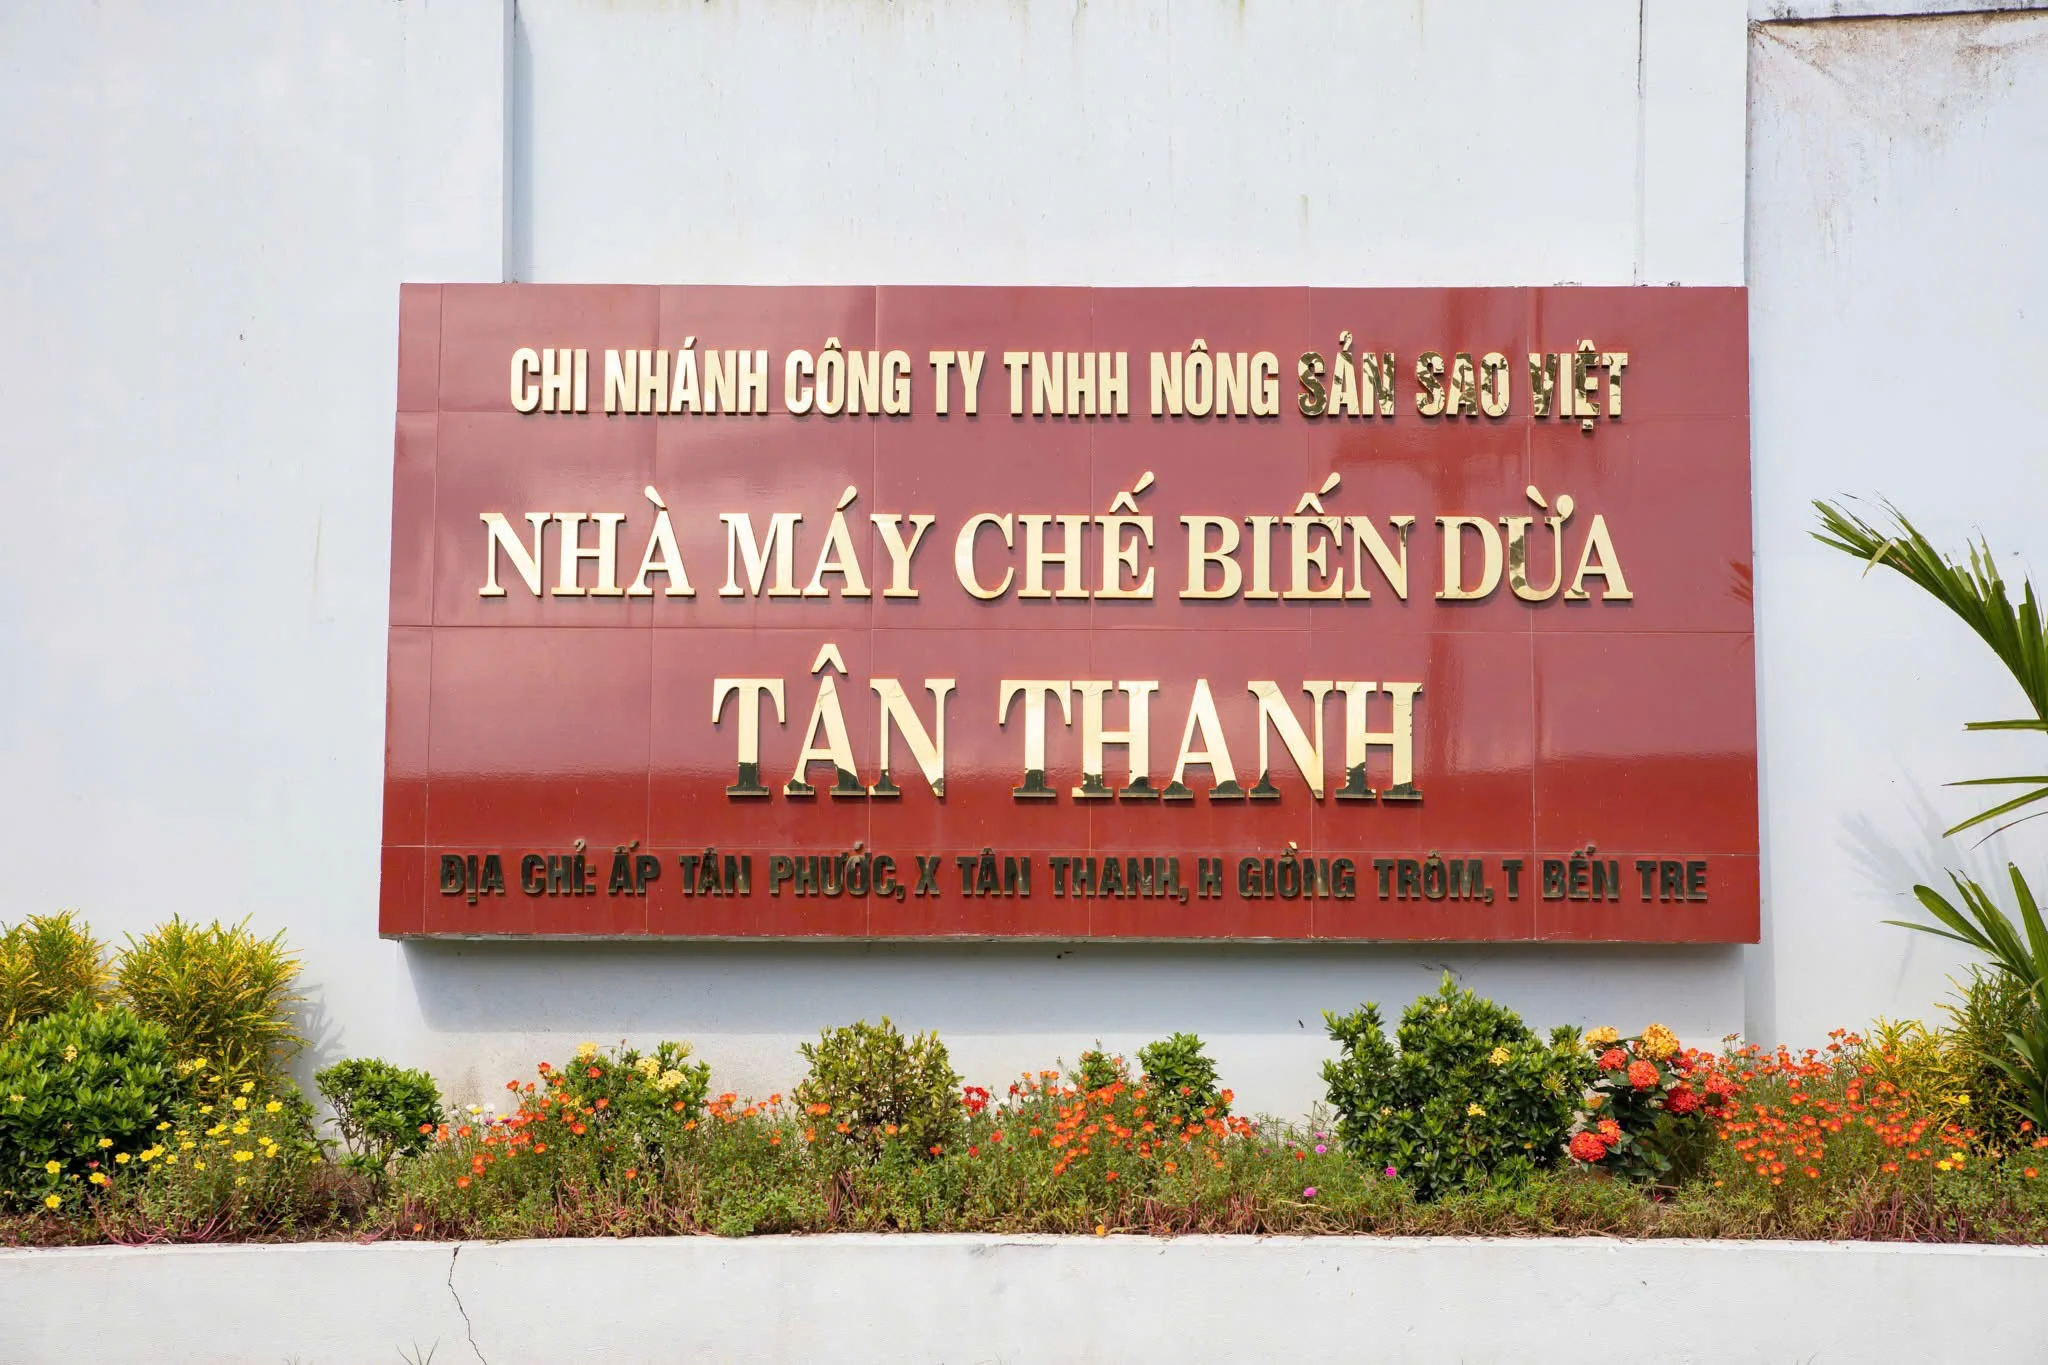 CHI NHÁNH CÔNG TY TNHH NÔNG SẢN SAO VIỆT
NHÀ MÁY CHẾ BIẾN DỪA
TÂN THANH
ĐỊA CHỈ: ẤP TÂN PHƯỚC, X TÂN THANH, H GIỒNG TRÔM, T BẾN TRE